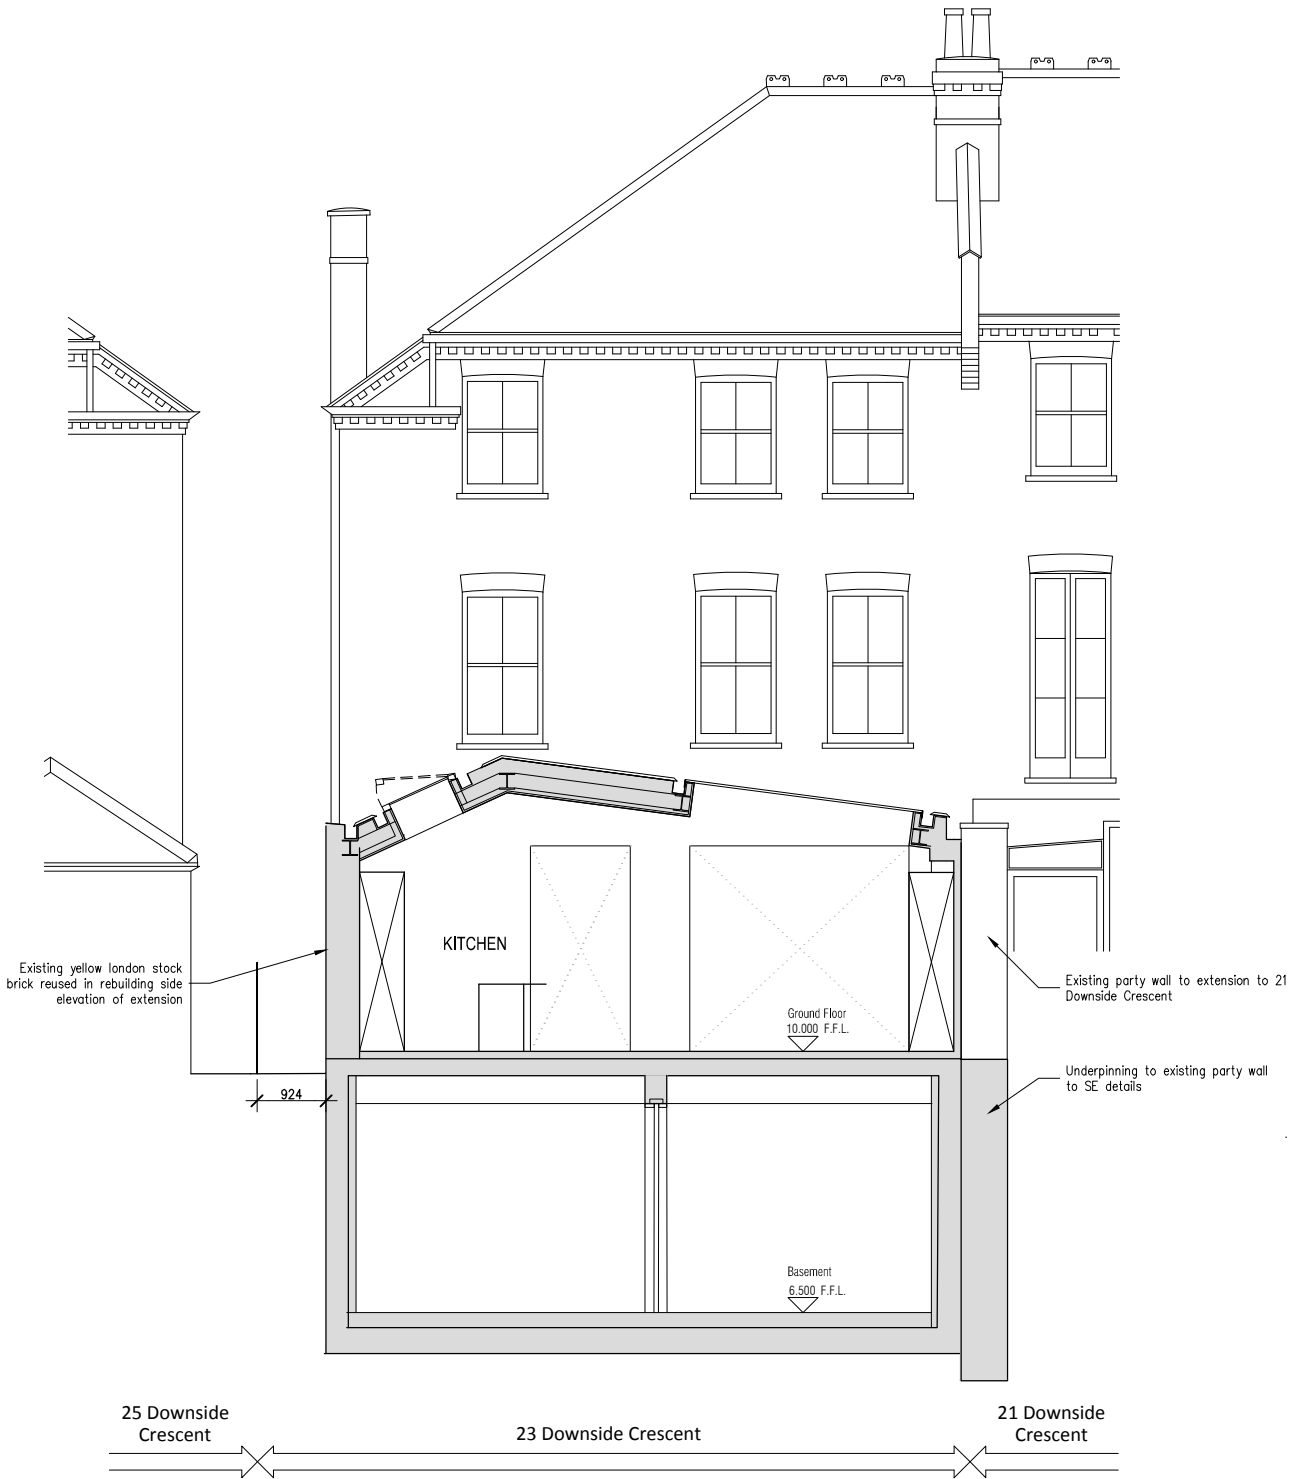 KITCHEN
Existing yellow london stock
brick reused in rebuilding side
elevation of extension
Existing party wall to extension to 21
Downside Crescent
Ground Floor
10.000 F.F.L.
Underpinning to existing party wall
to SE details
924
Basement
6.500 F.F.L.
25 Downside
Crescent
23 Downside Crescent
21 Downside
Crescent